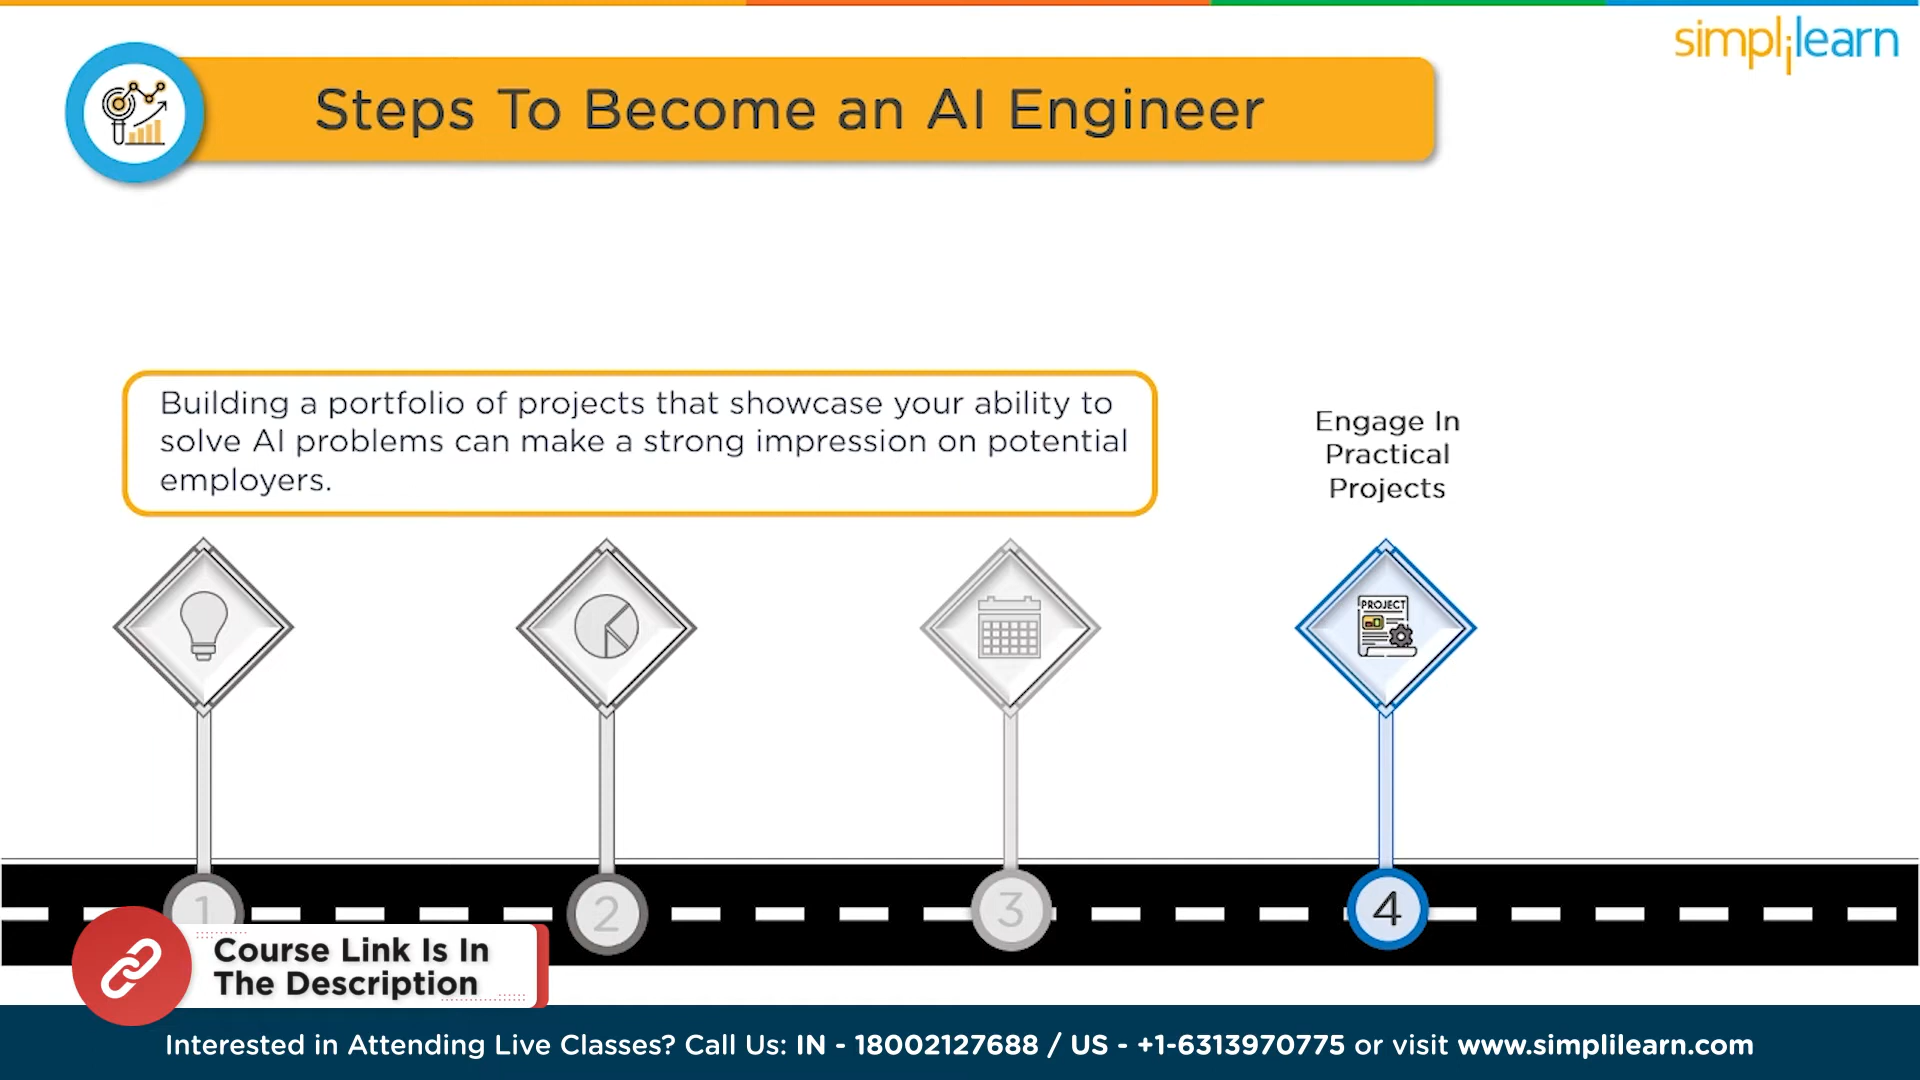 simplilearn
Steps To Become an AI Engineer
Building a portfolio of projects that showcase your ability to
solve AI problems can make a strong impression on potential
employers.
Engage In
Practical
Projects
PROJECT
1
2
3
4
Course Link Is In
The Description
Interested in Attending Live Classes? Call Us: IN - 18002127688 / US - +1-6313970775 or visit www.simplilearn.com